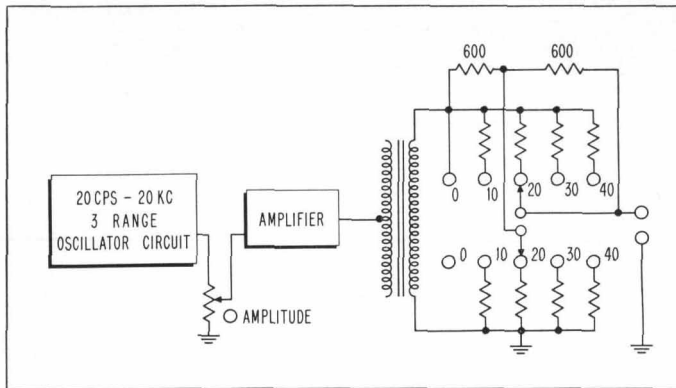 600 600
0 10 20 30 40
20 CPS - 20 KC
3 RANGE
OSCILLATOR CIRCUIT
AMPLIFIER
0 10 20 30 40
AMPLITUDE